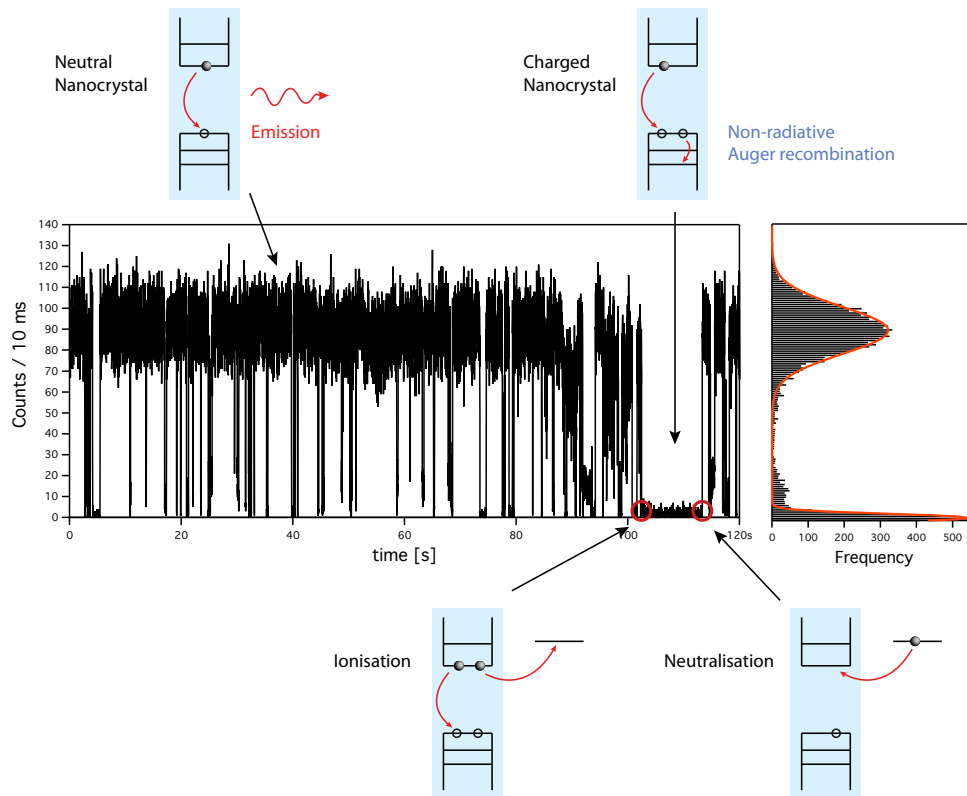 Neutral
Nanocrystal
Emission
Charged
Nanocrystal
Non-radiative
Auger recombination
140
130
120
110
100
90
80
70
60
50
40
30
20
10
0
Counts / 10 ms
0 20 40 60 80 100 120s
time [s]
0 100 200 300 400 500
Frequency
Ionisation
Neutralisation